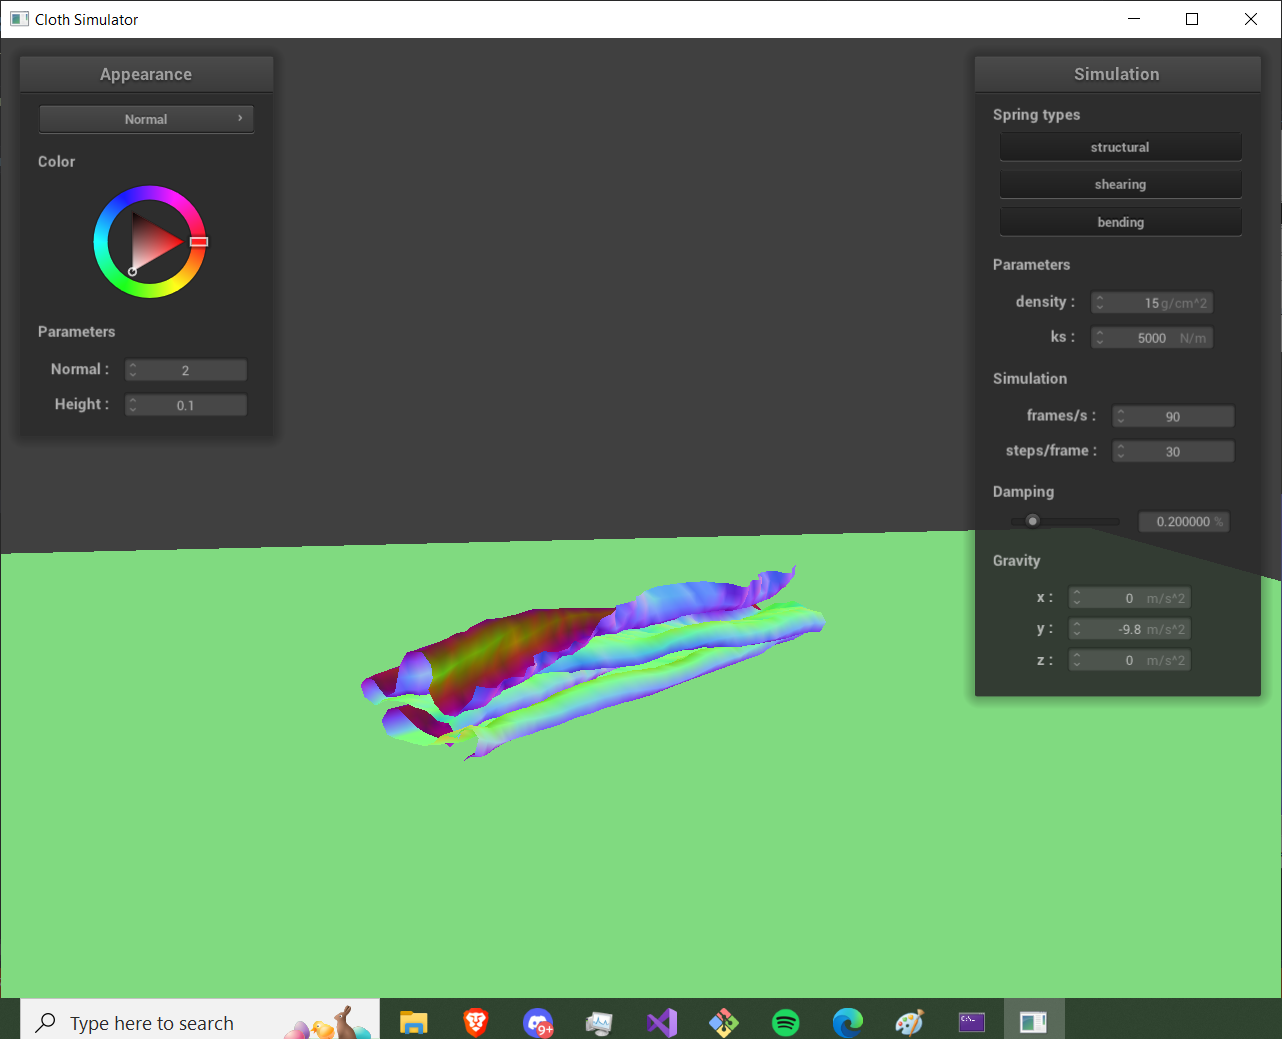 Cloth Simulator
Appearance
Normal
Color
Parameters
Normal : 2
Height : 0.1
Simulation
Spring types
structural
shearing
bending
Parameters
density : 15 g/cm^2
ks : 5000 N/m
Simulation
frames/s : 90
steps/frame : 30
Damping
0.200000 %
Gravity
x : 0 m/s^2
y : -9.8 m/s^2
z : 0 m/s^2
Type here to search
9+
C:\_